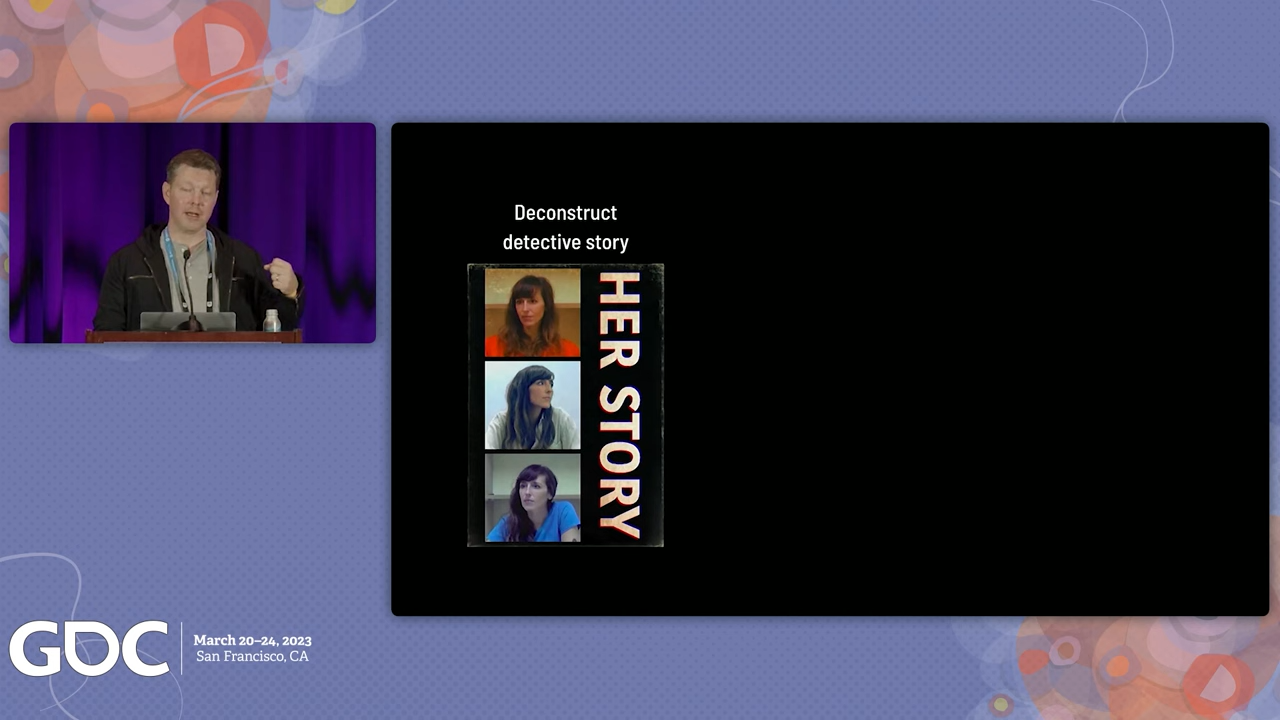 Deconstruct
detective story
HER STORY
GDC
March 20–24, 2023
San Francisco, CA